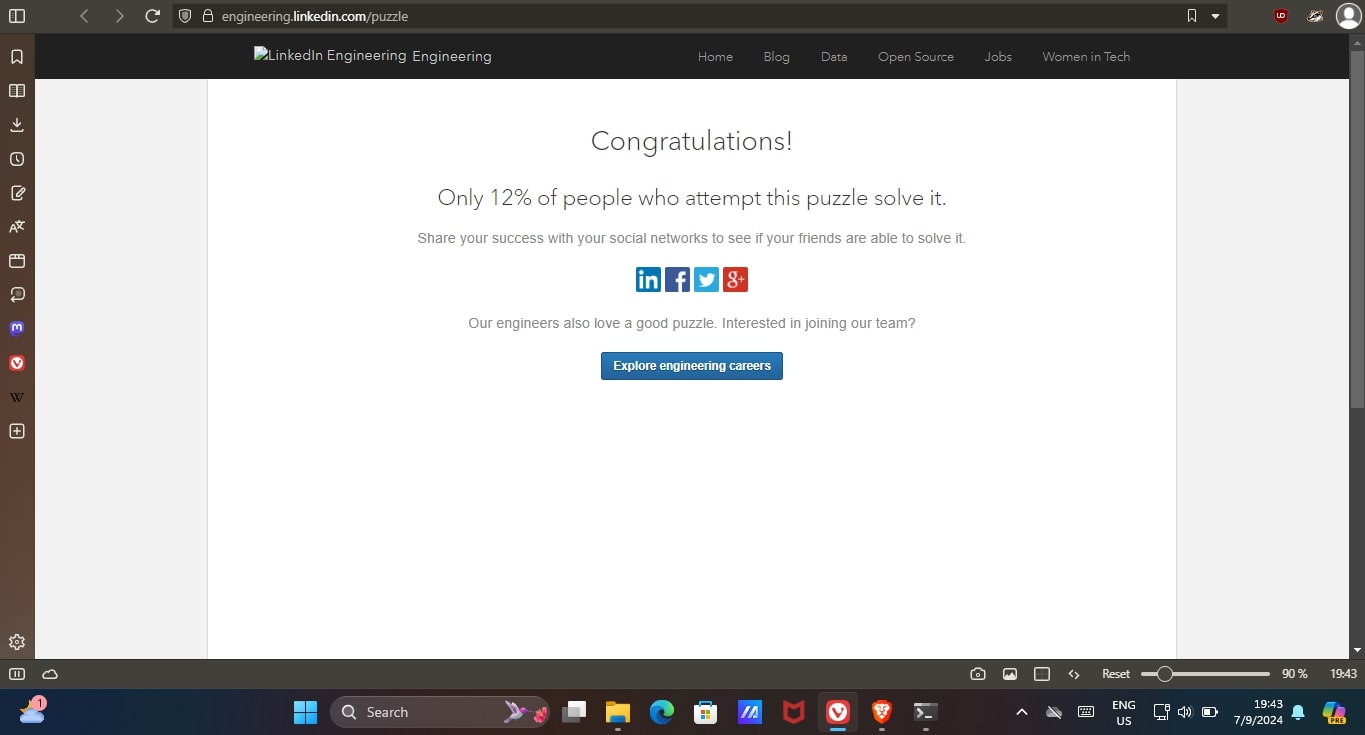 engineering.linkedin.com/puzzle
LinkedIn Engineering Engineering
Home Blog Data Open Source Jobs Women in Tech
Congratulations!
Only 12% of people who attempt this puzzle solve it.
Share your success with your social networks to see if your friends are able to solve it.
in f g+
Our engineers also love a good puzzle. Interested in joining our team?
Explore engineering careers
W
Reset 90 % 19:43
1
Search
ENG
US
19:43
7/9/2024
PRE